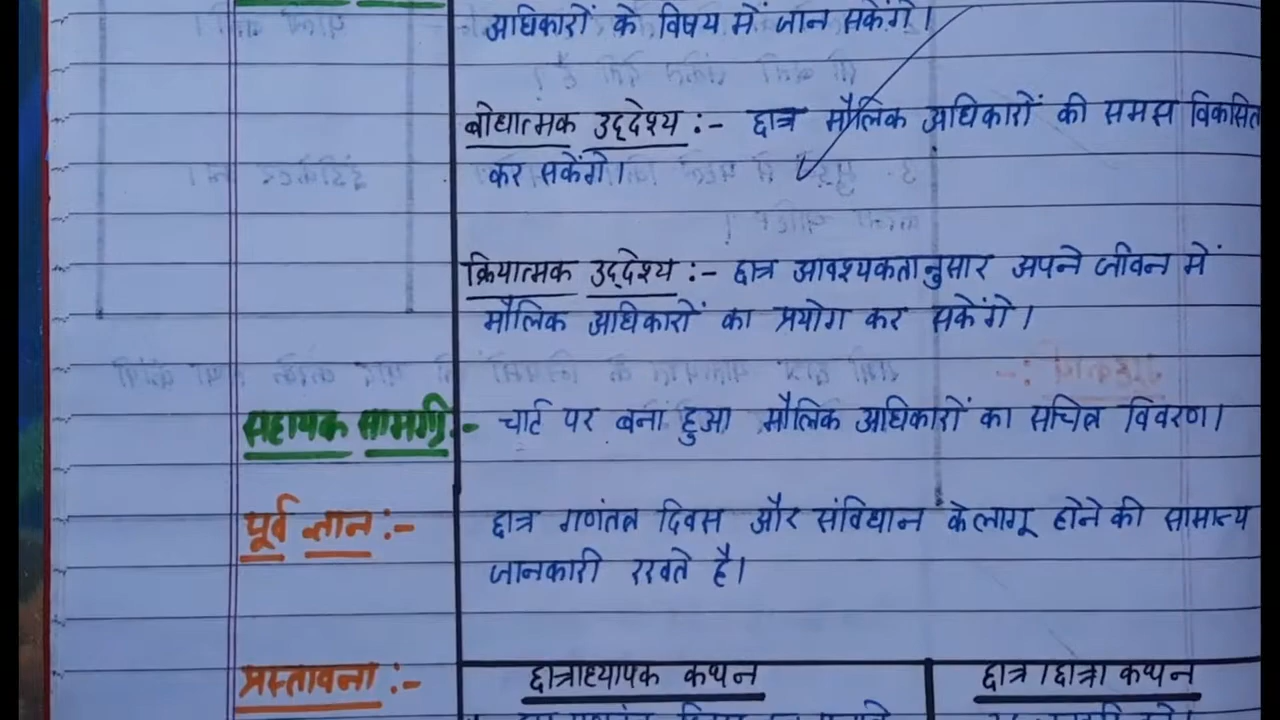 अधिकारों के विषय में जान सकेंगे।
बोधात्मक उद्देश्य :- छात्र मौलिक अधिकारों की समझ विकसित
कर सकेंगे।
क्रियात्मक उद्देश्य :- छात्र आवश्यकतानुसार अपने जीवन में
मौलिक अधिकारों का प्रयोग कर सकेंगे।
सहायक सामग्री :- चार्ट पर बना हुआ मौलिक अधिकारों का सचित्र विवरण।
पूर्व ज्ञान :- छात्र गणतंत्र दिवस और संविधान के लागू होने की सामान्य
जानकारी रखते है।
प्रस्तावना :- छात्राध्यापक कथन छात्र / छात्रा कथन